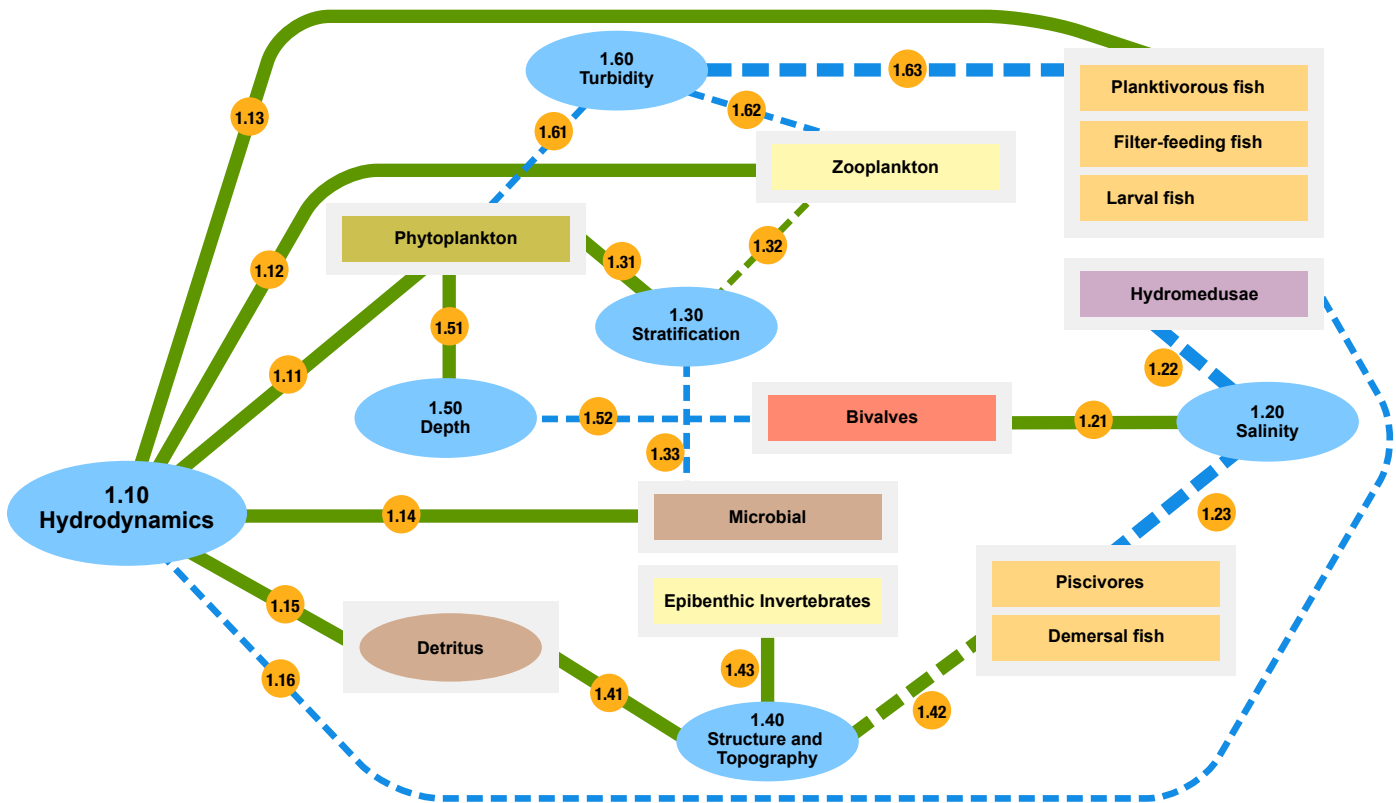 1.60
Turbidity
1.63
Planktivorous fish
1.13
1.62
1.61
Filter-feeding fish
Zooplankton
Larval fish
Phytoplankton
1.32
1.31
1.12
Hydromedusae
1.30
Stratification
1.51
1.22
1.11
1.50
Depth
1.52
Bivalves
1.21
1.20
Salinity
1.33
1.10
Hydrodynamics
1.14
Microbial
1.23
Piscivores
1.15
Epibenthic Invertebrates
Demersal fish
Detritus
1.43
1.16
1.41
1.42
1.40
Structure and
Topography